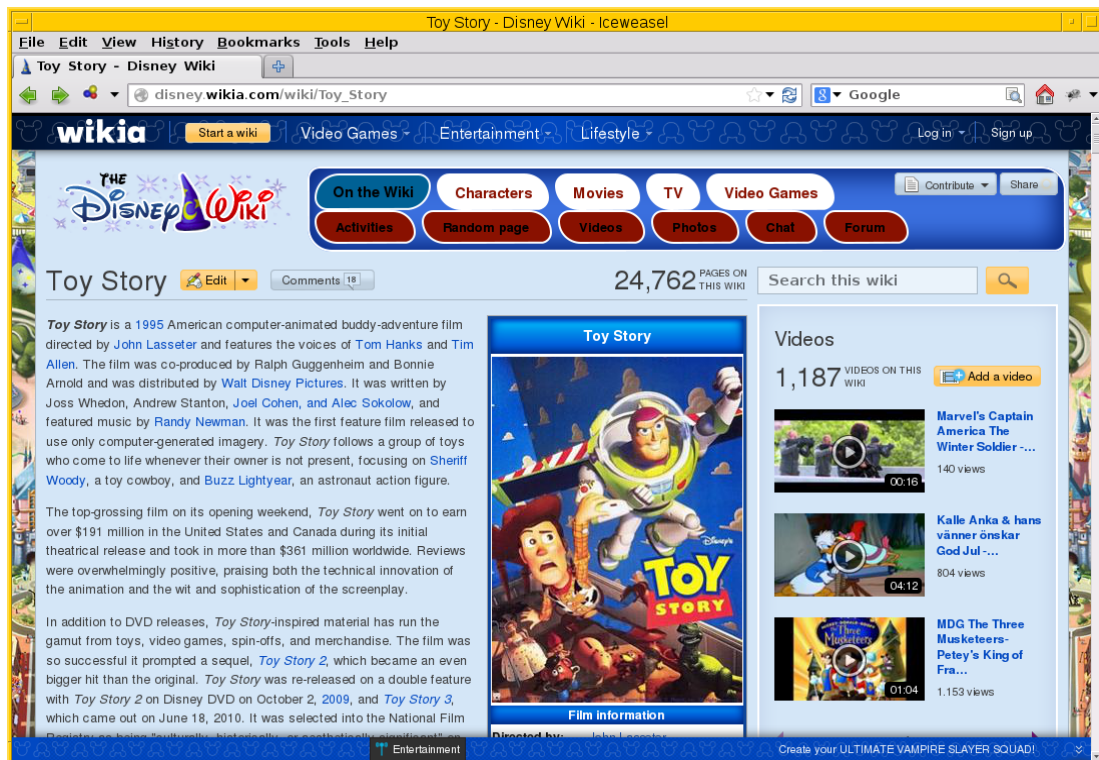 Toy Story - Disney Wiki - Iceweasel
File Edit View History Bookmarks Tools Help
Toy Story - Disney Wiki
disney.wikia.com/wiki/Toy_Story
Google
wikia
Start a wiki
Video Games
Entertainment
Lifestyle
Log in
Sign up
THE
DISNEY Wiki
On the Wiki
Characters
Movies
TV
Video Games
Contribute
Share
Activities
Random page
Videos
Photos
Chat
Forum
Toy Story
Edit
Comments 18
24,762 PAGES ON THIS WIKI
Search this wiki
Toy Story is a 1995 American computer-animated buddy-adventure film
directed by John Lasseter and features the voices of Tom Hanks and Tim
Allen. The film was co-produced by Ralph Guggenheim and Bonnie
Arnold and was distributed by Walt Disney Pictures. It was written by
Joss Whedon, Andrew Stanton, Joel Cohen, and Alec Sokolow, and
featured music by Randy Newman. It was the first feature film released to
use only computer-generated imagery. Toy Story follows a group of toys
who come to life whenever their owner is not present, focusing on Sheriff
Woody, a toy cowboy, and Buzz Lightyear, an astronaut action figure.
The top-grossing film on its opening weekend, Toy Story went on to earn
over $191 million in the United States and Canada during its initial
theatrical release and took in more than $361 million worldwide. Reviews
were overwhelmingly positive, praising both the technical innovation of
the animation and the wit and sophistication of the screenplay.
In addition to DVD releases, Toy Story-inspired material has run the
gamut from toys, video games, spin-offs, and merchandise. The film was
so successful it prompted a sequel, Toy Story 2, which became an even
bigger hit than the original. Toy Story was re-released on a double feature
with Toy Story 2 on Disney DVD on October 2, 2009, and Toy Story 3,
which came out on June 18, 2010. It was selected into the National Film
Registry as being "culturally, historically, or aesthetically significant" on
Toy Story
Disney's
TOY
STORY
Film information
Directed by: John Lasseter
Videos
1,187 VIDEOS ON THIS WIKI
Add a video
00:16
Marvel's Captain
America The
Winter Soldier -...
140 views
04:12
Kalle Anka & hans
vänner önskar
God Jul -...
804 views
The Three
Musketeers
01:04
MDG The Three
Musketeers-
Petey's King of
Fra...
1.153 views
Entertainment
Create your ULTIMATE VAMPIRE SLAYER SQUAD!